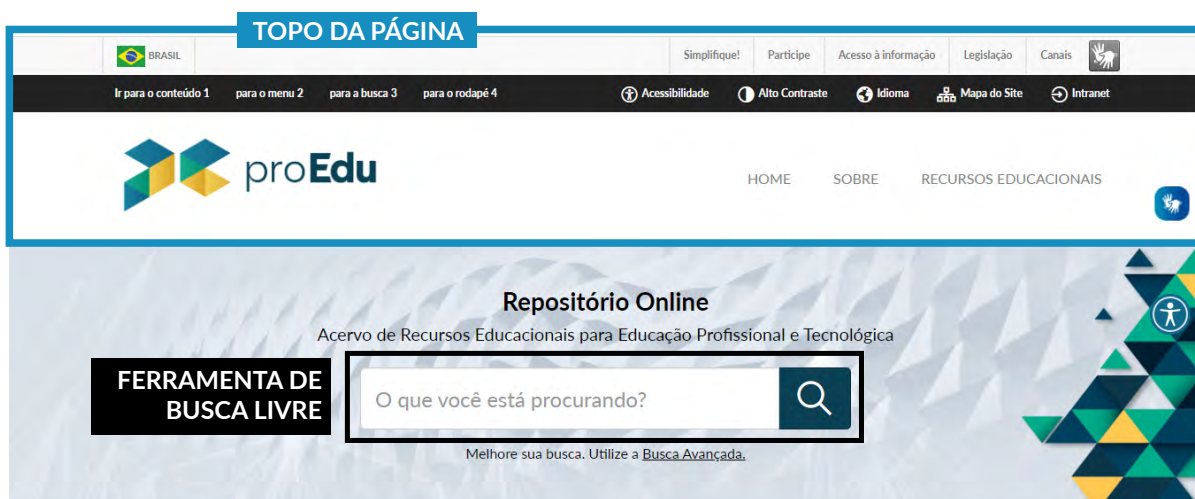 TOPO DA PÁGINA
BRASIL Simplifique! Participe Acesso à informação Legislação Canais
Ir para o conteúdo 1 para o menu 2 para a busca 3 para o rodapé 4 Acessibilidade Alto Contraste Idioma Mapa do Site Intranet
proEdu
HOME SOBRE RECURSOS EDUCACIONAIS
Repositório Online
Acervo de Recursos Educacionais para Educação Profissional e Tecnológica
FERRAMENTA DE
BUSCA LIVRE
O que você está procurando?
Melhore sua busca. Utilize a Busca Avançada.